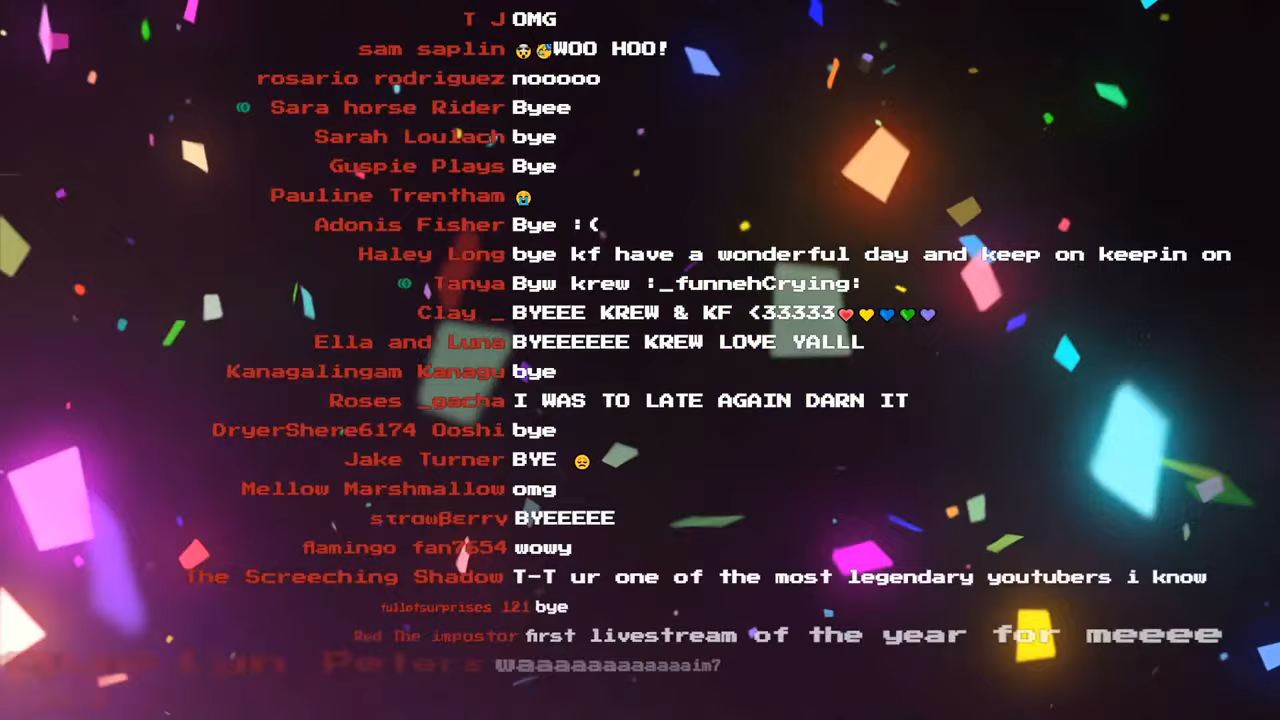 T J OMG
sam saplin 🤯🥳WOO HOO!
rosario rodriguez nooooo
Sara horse Rider Byee
Sarah Loulach bye
Guspie Plays Bye
Pauline Trentham 😭
Adonis Fisher Bye :(
Haley Long bye kf have a wonderful day and keep on keepin on
Tanya Byw krew :_funnehCrying:
Clay _ BYEEE KREW & KF <33333❤️💛💙💚💜
Ella and Luna BYEEEEEE KREW LOVE YALLL
Kanagalingam Kanagu bye
Roses _gacha I WAS TO LATE AGAIN DARN IT
DryerShere6174 Ooshi bye
Jake Turner BYE 😔
Mellow Marshmallow omg
sτrαωβεrrγ BYEEEEE
flamingo fan7654 wowy
The Screeching Shadow T-T ur one of the most legendary youtubers i know
fullofsurprises 121 bye
Red The impostor first livestream of the year for meeee
Lyn Peters